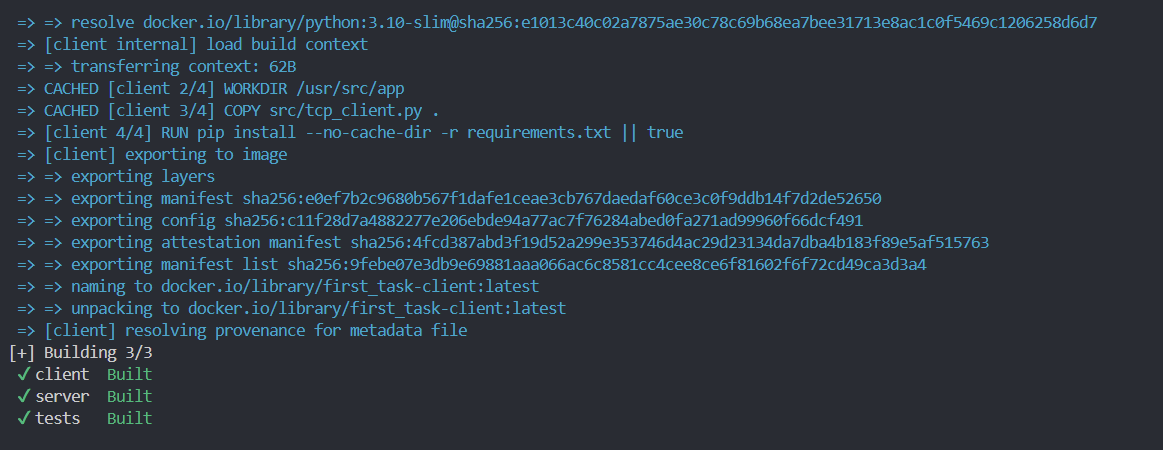 => => resolve docker.io/library/python:3.10-slim@sha256:e1013c40c02a7875ae30c78c69b68ea7bee31713e8ac1c0f5469c1206258d6d7
=> [client internal] load build context
=> => transferring context: 62B
=> CACHED [client 2/4] WORKDIR /usr/src/app
=> CACHED [client 3/4] COPY src/tcp_client.py .
=> [client 4/4] RUN pip install --no-cache-dir -r requirements.txt || true
=> [client] exporting to image
=> => exporting layers
=> => exporting manifest sha256:e0ef7b2c9680b567f1dafe1ceae3cb767daedaf60ce3c0f9ddb14f7d2de52650
=> => exporting config sha256:c11f28d7a4882277e206ebde94a77ac7f76284abed0fa271ad99960f66dcf491
=> => exporting attestation manifest sha256:4fcd387abd3f19d52a299e353746d4ac29d23134da7dba4b183f89e5af515763
=> => exporting manifest list sha256:9febe07e3db9e69881aaa066ac6c8581cc4cee8ce6f81602f6f72cd49ca3d3a4
=> => naming to docker.io/library/first_task-client:latest
=> => unpacking to docker.io/library/first_task-client:latest
=> [client] resolving provenance for metadata file
[+] Building 3/3
✓ client Built
✓ server Built
✓ tests Built